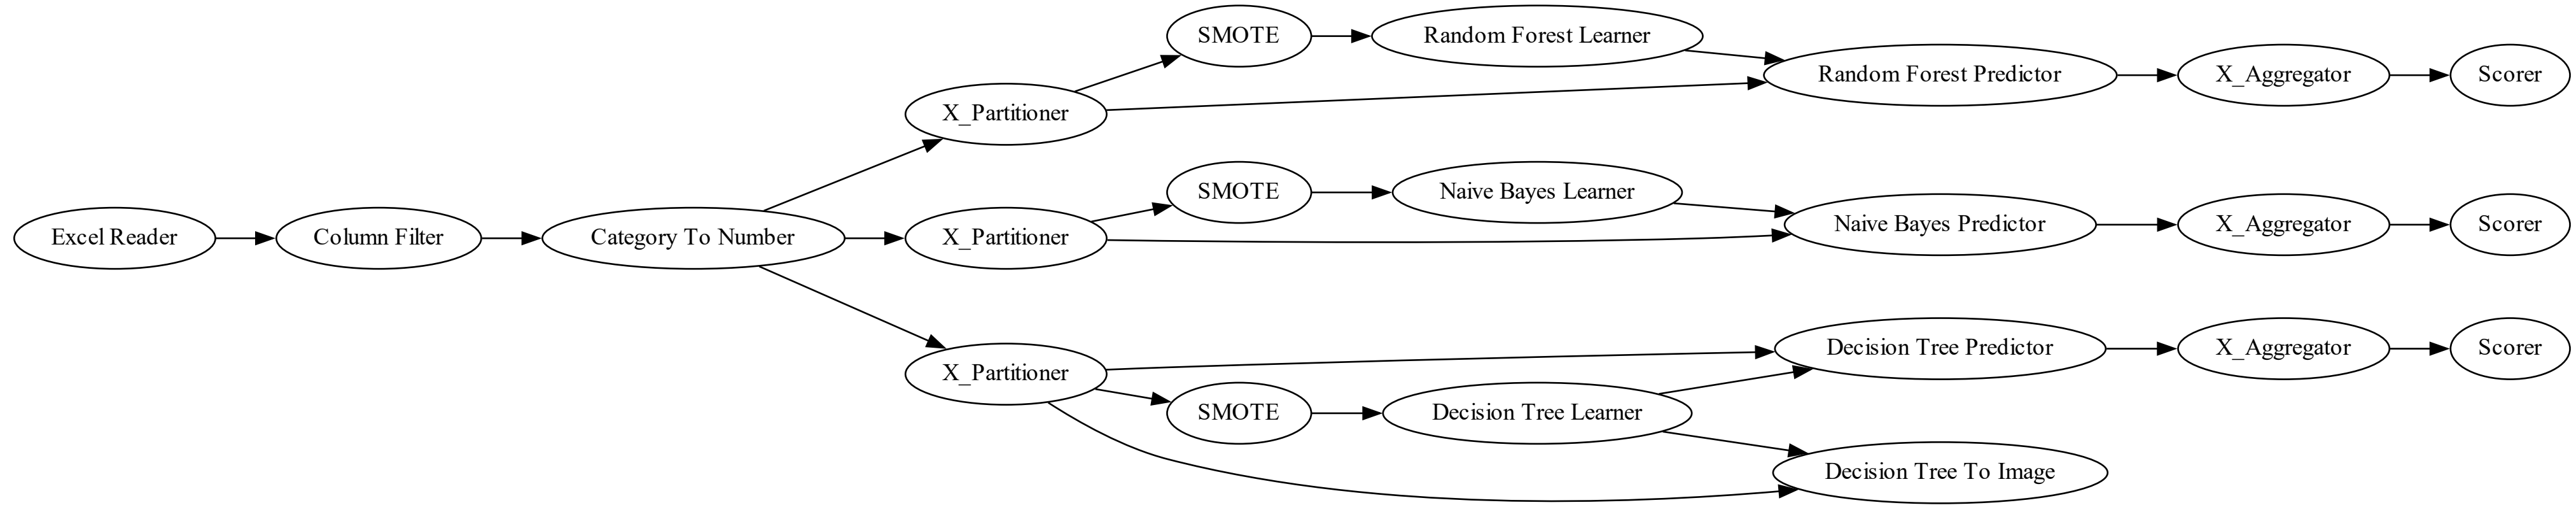 SMOTE
Random Forest Learner
Random Forest Predictor
X_Aggregator
Scorer
X_Partitioner
SMOTE
Naive Bayes Learner
Excel Reader
Column Filter
Category To Number
X_Partitioner
Naive Bayes Predictor
X_Aggregator
Scorer
Decision Tree Predictor
X_Aggregator
Scorer
X_Partitioner
SMOTE
Decision Tree Learner
Decision Tree To Image